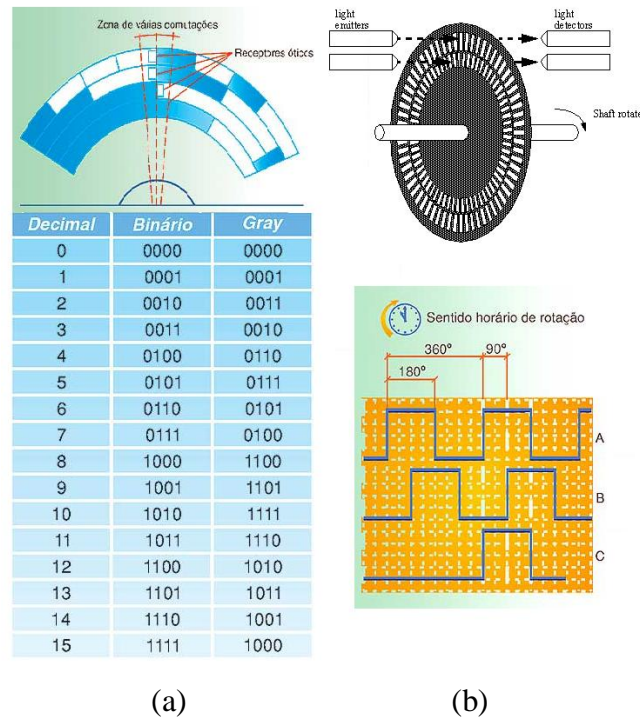 Zona de várias comutações
Receptores óticos
Decimal Binário Gray
0 0000 0000
1 0001 0001
2 0010 0011
3 0011 0010
4 0100 0110
5 0101 0111
6 0110 0101
7 0111 0100
8 1000 1100
9 1001 1101
10 1010 1111
11 1011 1110
12 1100 1010
13 1101 1011
14 1110 1001
15 1111 1000
(a)
light
emitters
light
detectors
Shaft rotate
Sentido horário de rotação
360º 90º
180º
A
B
C
(b)